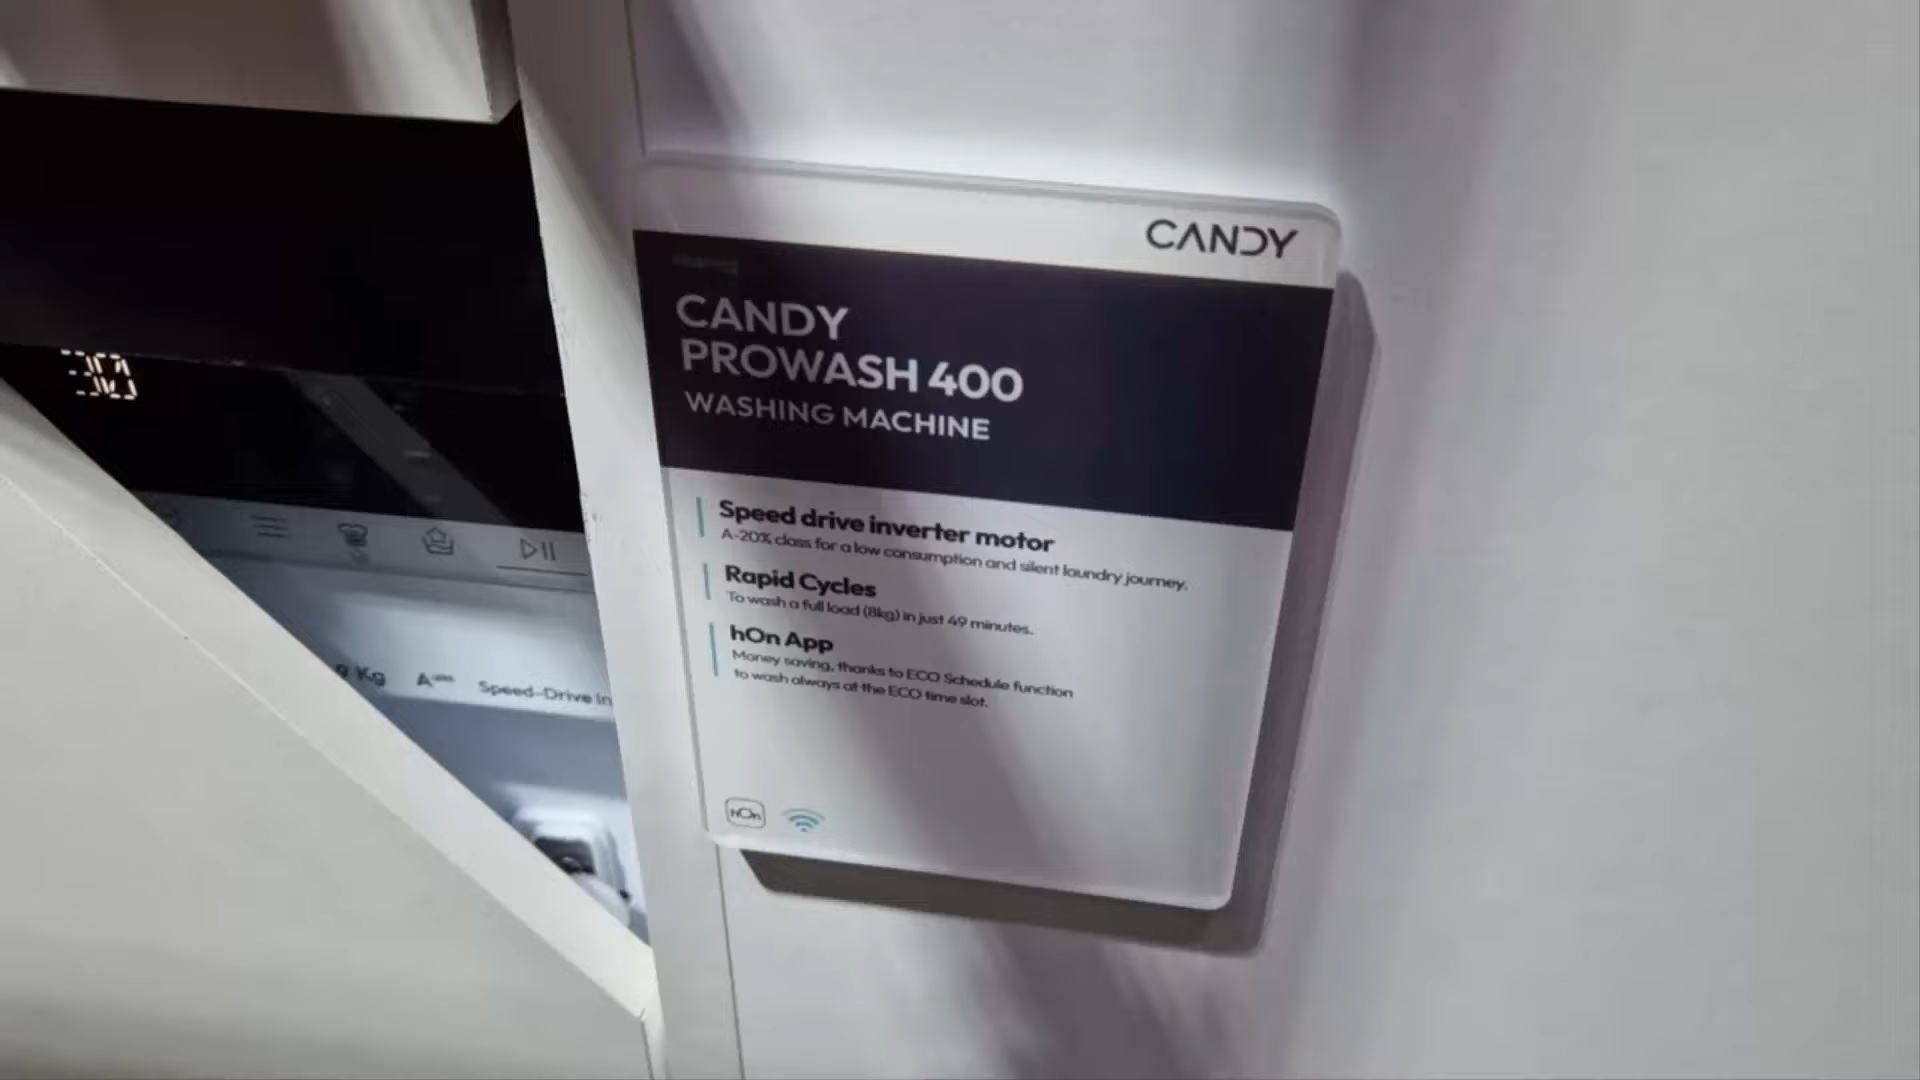 CANDY
CANDY
PROWASH 400
WASHING MACHINE
Speed drive inverter motor
A-20% class for a low consumption and silent laundry journey.
Rapid Cycles
To wash a full load (8kg) in just 49 minutes.
hOn App
Money saving, thanks to ECO Schedule function
to wash always at the ECO time slot.
hOn
9 Kg A Speed-Drive In